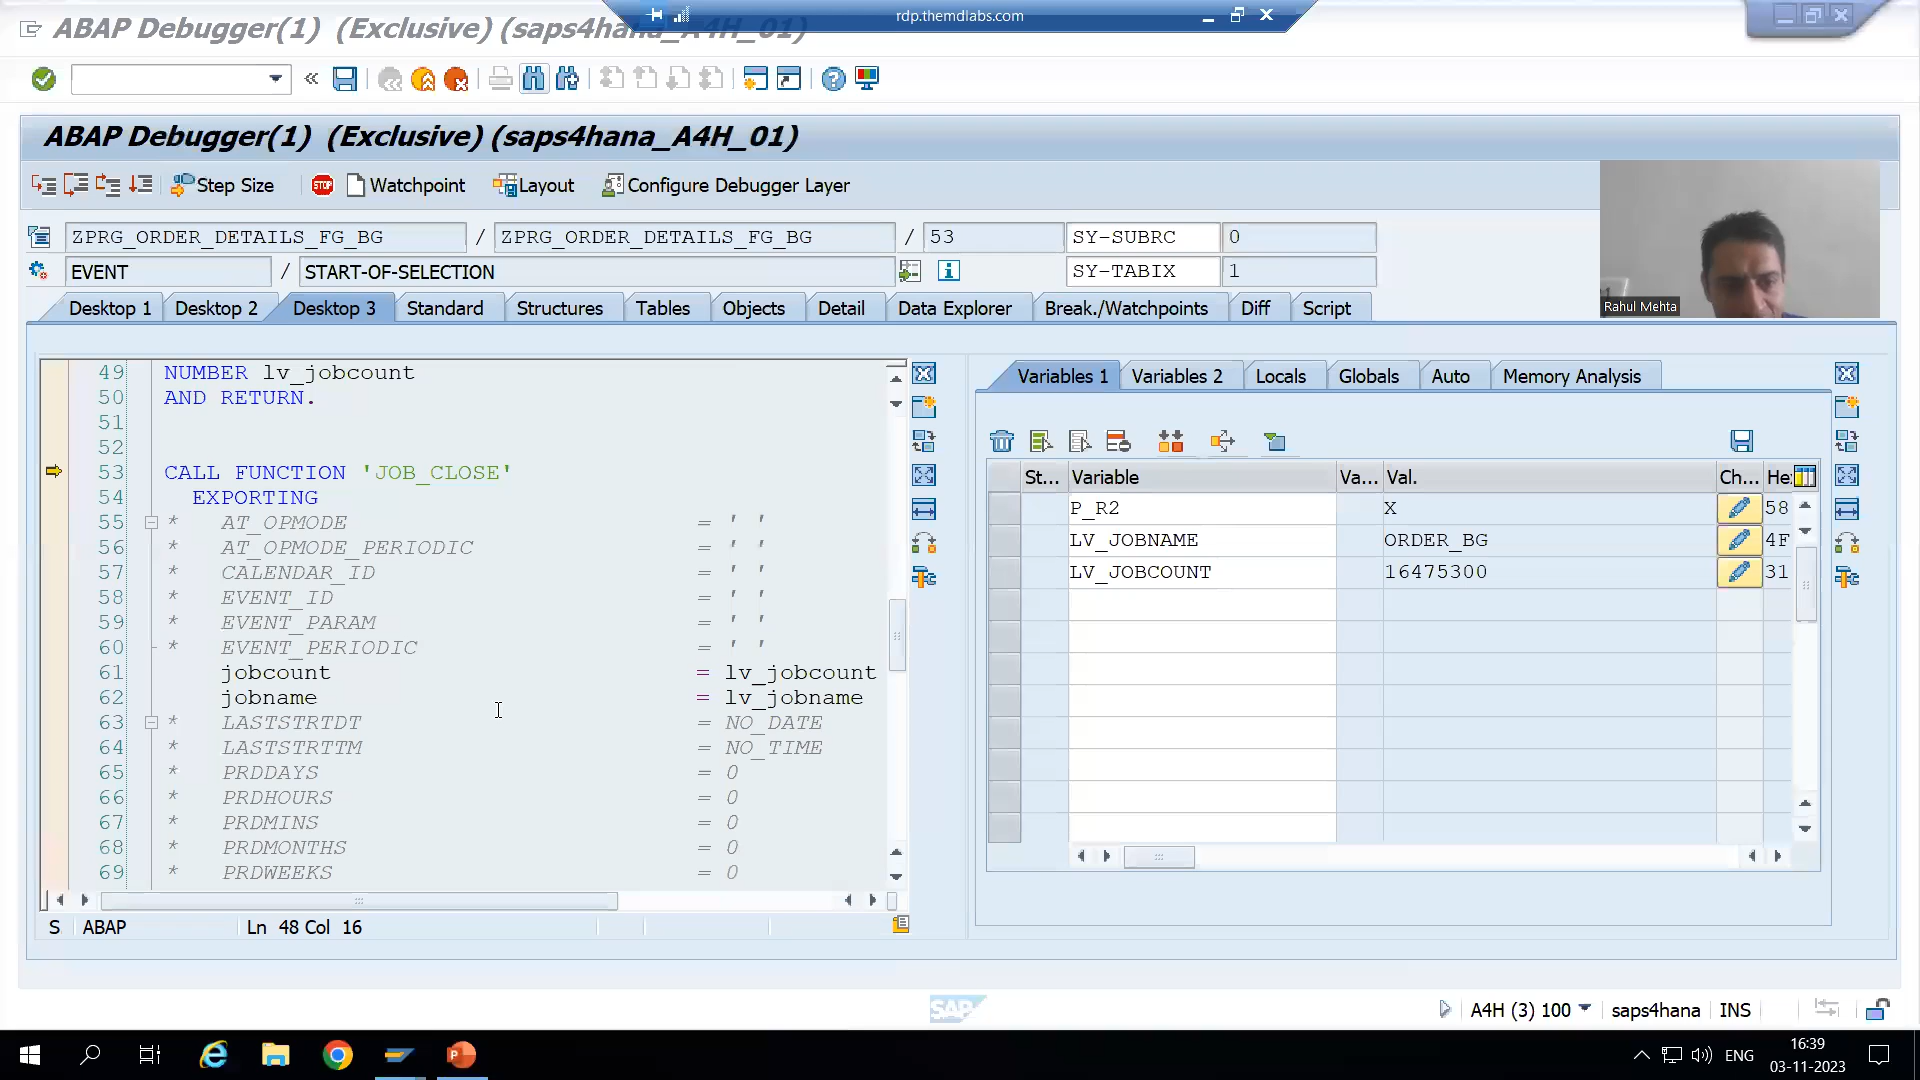 ABAP Debugger(1) (Exclusive) (saps4hana_A4H_01)
rdp.themdlabs.com
ABAP Debugger(1) (Exclusive) (saps4hana_A4H_01)
Step Size
STOP
Watchpoint
Layout
Configure Debugger Layer
ZPRG_ORDER_DETAILS_FG_BG / ZPRG_ORDER_DETAILS_FG_BG / 53 SY-SUBRC 0
EVENT / START-OF-SELECTION SY-TABIX 1
Rahul Mehta
Desktop 1 Desktop 2 Desktop 3 Standard Structures Tables Objects Detail Data Explorer Break./Watchpoints Diff Script
49 NUMBER lv_jobcount
50 AND RETURN.
51
52
53 CALL FUNCTION 'JOB_CLOSE'
54 EXPORTING
55 * AT_OPMODE = ' '
56 * AT_OPMODE_PERIODIC = ' '
57 * CALENDAR_ID = ' '
58 * EVENT_ID = ' '
59 * EVENT_PARAM = ' '
60 * EVENT_PERIODIC = ' '
61 jobcount = lv_jobcount
62 jobname = lv_jobname
63 * LASTSTRTDT = NO_DATE
64 * LASTSTRTTM = NO_TIME
65 * PRDDAYS = 0
66 * PRDHOURS = 0
67 * PRDMINS = 0
68 * PRDMONTHS = 0
69 * PRDWEEKS = 0
S ABAP Ln 48 Col 16
Variables 1 Variables 2 Locals Globals Auto Memory Analysis
St... Variable Va... Val. Ch... Hex
P_R2 X 58
LV_JOBNAME ORDER_BG 4F
LV_JOBCOUNT 16475300 31
SAP
A4H (3) 100 saps4hana INS
ENG
16:39
03-11-2023